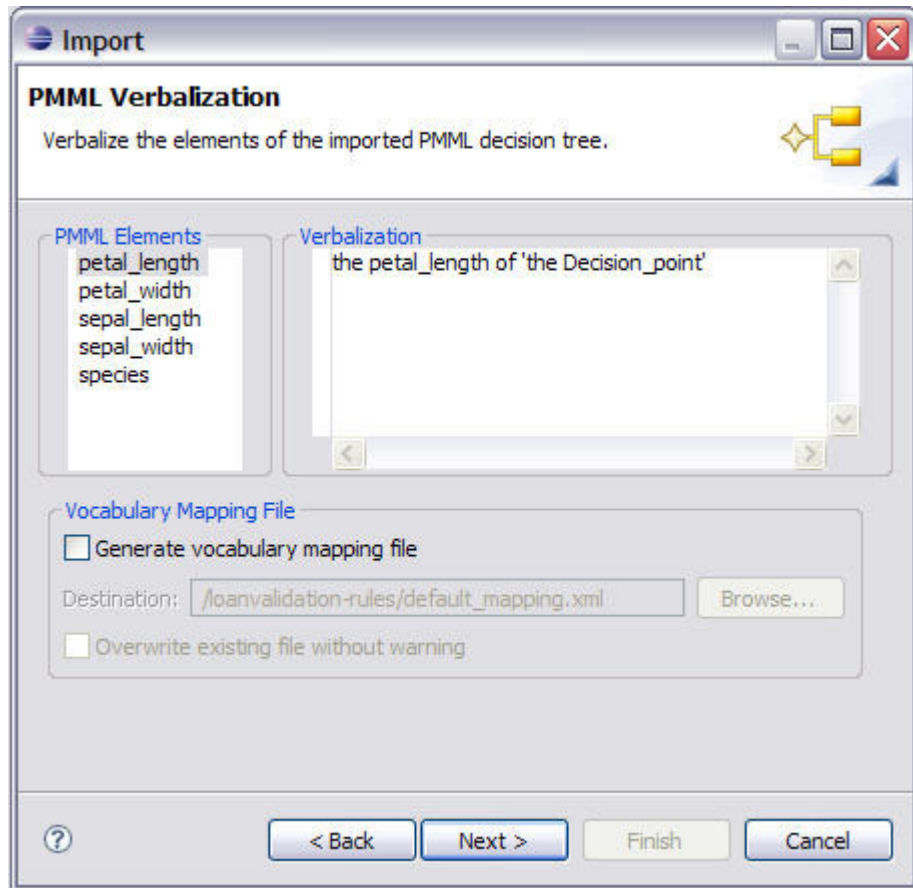 Import
PMML Verbalization
Verbalize the elements of the imported PMML decision tree.
PMML Elements
petal_length
petal_width
sepal_length
sepal_width
species
Verbalization
the petal_length of 'the Decision_point'
Vocabulary Mapping File
Generate vocabulary mapping file
Destination: /loanvalidation-rules/default_mapping.xml Browse...
Overwrite existing file without warning
? < Back Next > Finish Cancel